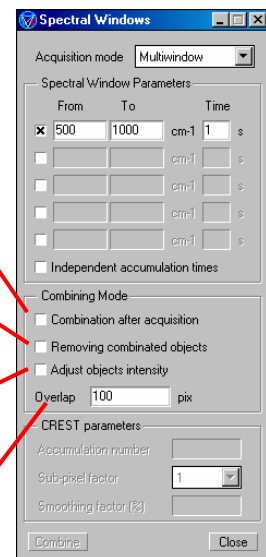 Spectral Windows
Acquisition mode Multiwindow
Spectral Window Parameters
From To Time
500 1000 cm-1 1 s
cm-1 s
cm-1 s
cm-1 s
cm-1 s
Independent accumulation times
Combining Mode
Combination after acquisition
Removing combinated objects
Adjust objects intensity
Overlap 100 pix
CREST parameters
Accumulation number
Sub-pixel factor 1
Smoothing factor (%)
Combine Close